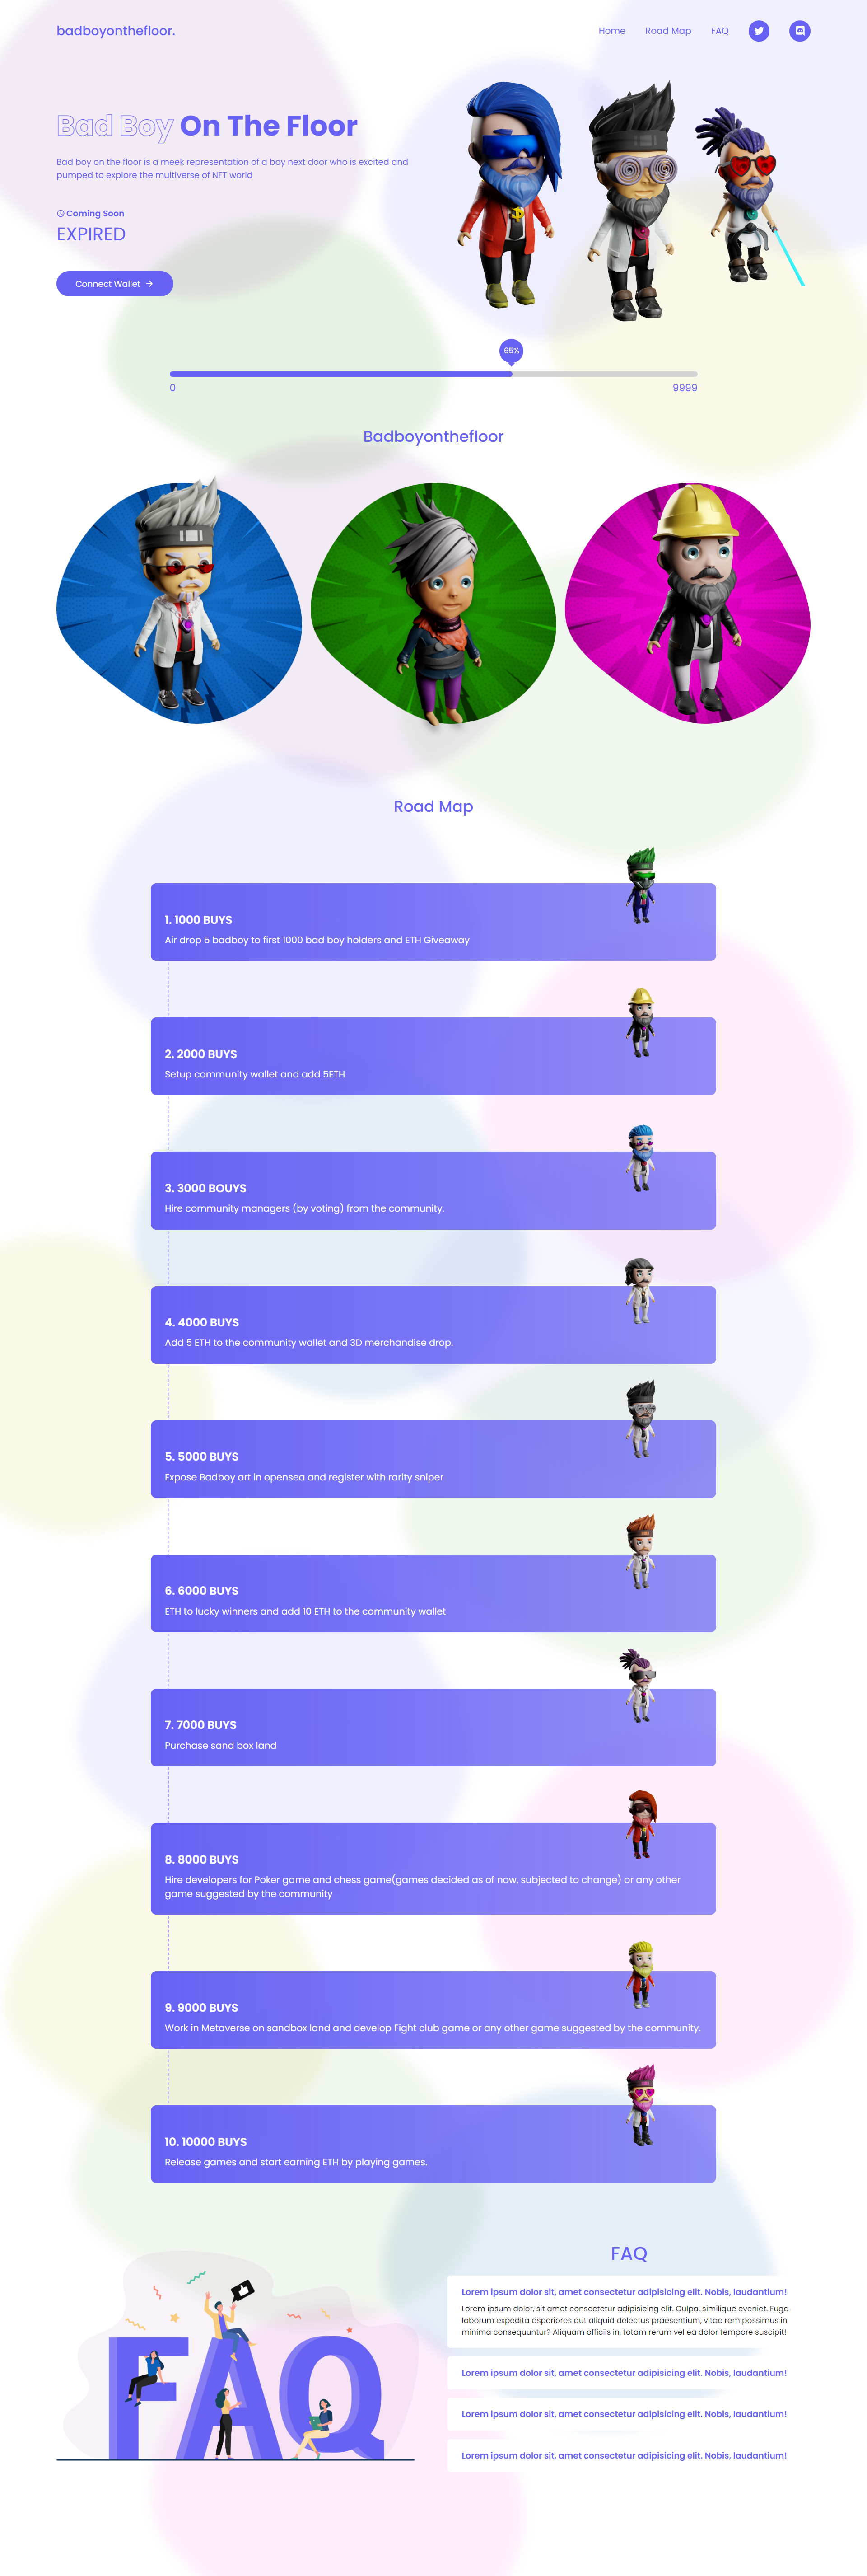 badboyonthefloor.
Home Road Map FAQ
Bad Boy On The Floor
Bad boy on the floor is a meek representation of a boy next door who is excited and
pumped to explore the multiverse of NFT world
Coming Soon
EXPIRED
Connect Wallet
65%
0
9999
Badboyonthefloor
Road Map
1. 1000 BUYS
Air drop 5 badboy to first 1000 bad boy holders and ETH Giveaway
2. 2000 BUYS
Setup community wallet and add 5ETH
3. 3000 BOUYS
Hire community managers (by voting) from the community.
4. 4000 BUYS
Add 5 ETH to the community wallet and 3D merchandise drop.
5. 5000 BUYS
Expose Badboy art in opensea and register with rarity sniper
6. 6000 BUYS
ETH to lucky winners and add 10 ETH to the community wallet
7. 7000 BUYS
Purchase sand box land
8. 8000 BUYS
Hire developers for Poker game and chess game(games decided as of now, subjected to change) or any other
game suggested by the community
9. 9000 BUYS
Work in Metaverse on sandbox land and develop Fight club game or any other game suggested by the community.
10. 10000 BUYS
Release games and start earning ETH by playing games.
FAQ
FAQ
Lorem ipsum dolor sit, amet consectetur adipisicing elit. Nobis, laudantium!
Lorem ipsum dolor, sit amet consectetur adipisicing elit. Culpa, similique eveniet. Fuga
laborum expedita asperiores aut aliquid delectus praesentium, vitae rem possimus in
minima consequuntur? Aliquam officiis in, totam rerum vel ea dolor tempore suscipit!
Lorem ipsum dolor sit, amet consectetur adipisicing elit. Nobis, laudantium!
Lorem ipsum dolor sit, amet consectetur adipisicing elit. Nobis, laudantium!
Lorem ipsum dolor sit, amet consectetur adipisicing elit. Nobis, laudantium!